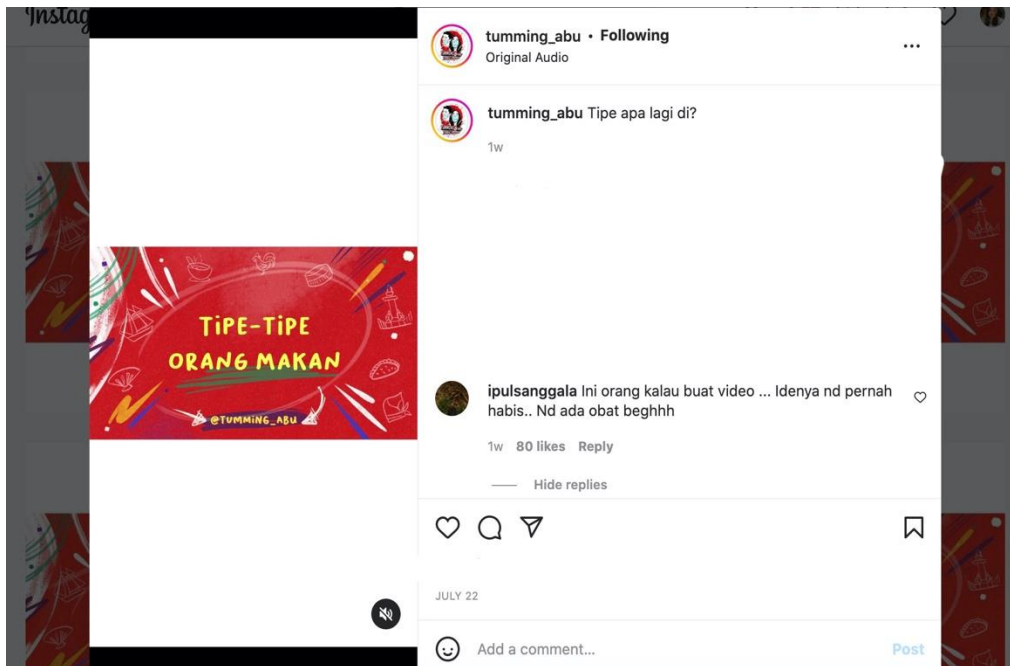 Instag
tumming_abu • Following
Original Audio
tumming_abu Tipe apa lagi di?
1w
TiPE-TiPE
ORANG MAKAN
@TUMMiNG_ABU
ipulsanggala Ini orang kalau buat video ... Idenya nd pernah
habis.. Nd ada obat beghhh
1w 80 likes Reply
Hide replies
JULY 22
Add a comment... Post